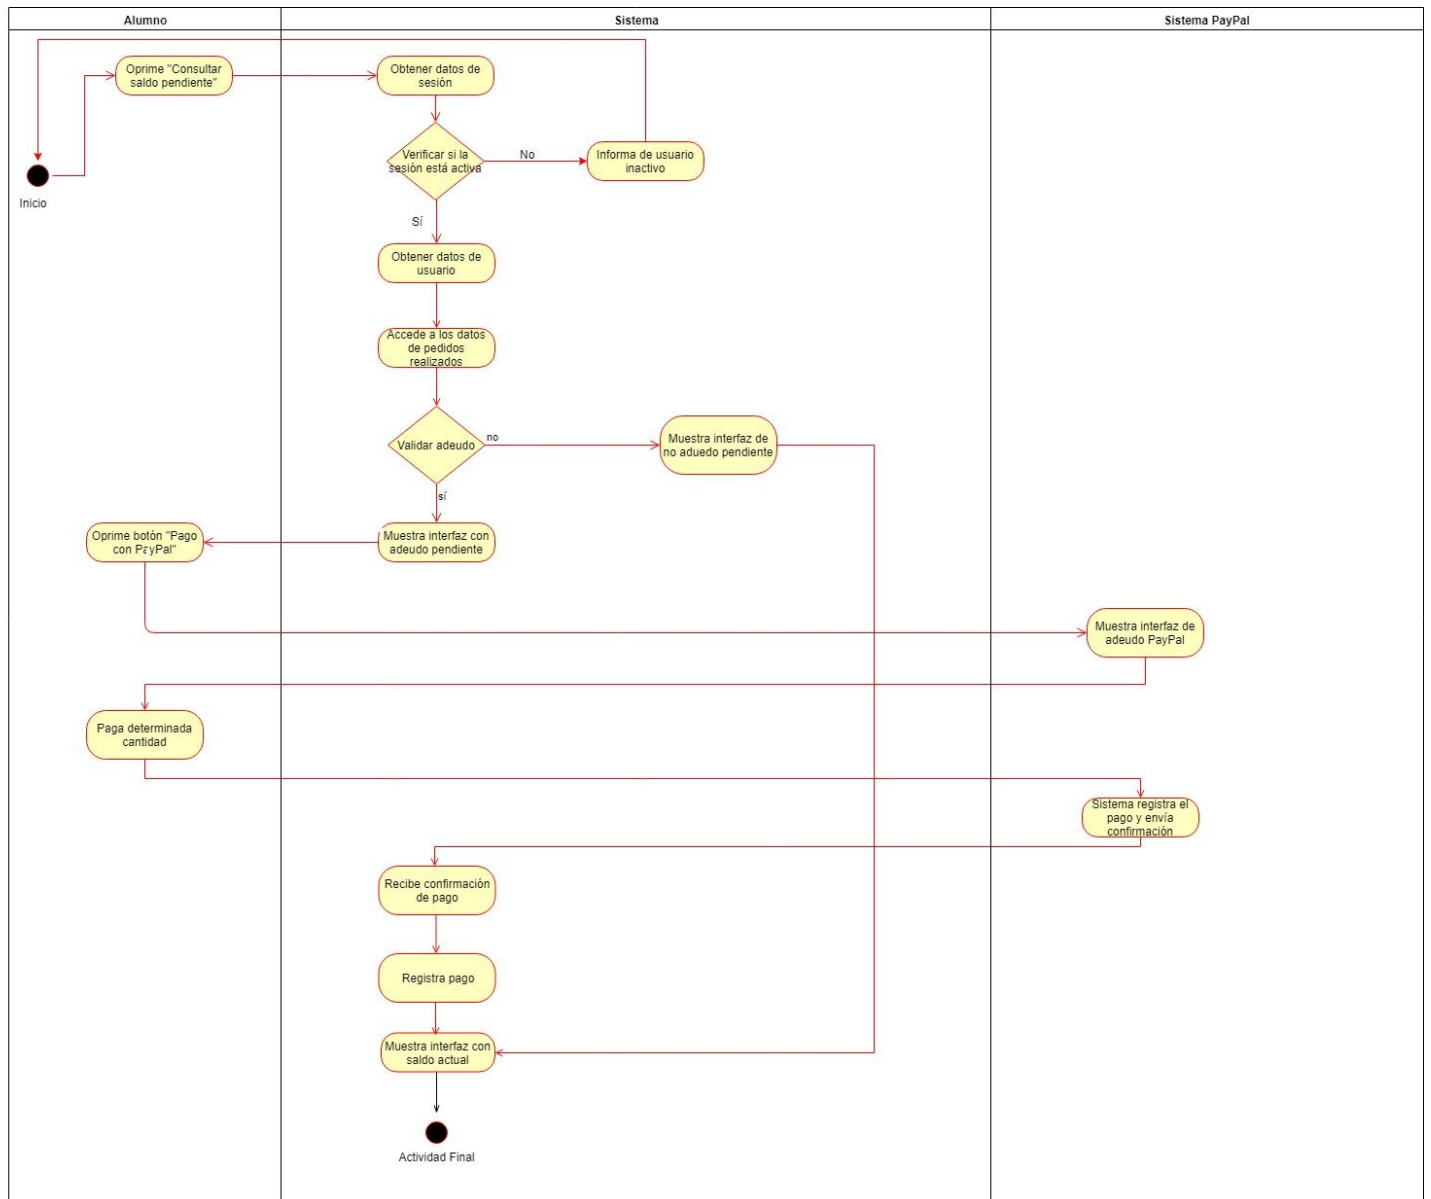 Alumno
Sistema
Sistema PayPal
Oprime "Consultar
saldo pendiente"
Obtener datos de
sesión
Verificar si la
sesión está activa
No
Informa de usuario
inactivo
Inicio
Sí
Obtener datos de
usuario
Accede a los datos
de pedidos
realizados
Validar adeudo
no
Muestra interfaz de
no aduedo pendiente
sí
Muestra interfaz con
adeudo pendiente
Oprime botón "Pago
con PayPal"
Muestra interfaz de
adeudo PayPal
Paga determinada
cantidad
Sistema registra el
pago y envía
confirmación
Recibe confirmación
de pago
Registra pago
Muestra interfaz con
saldo actual
Actividad Final